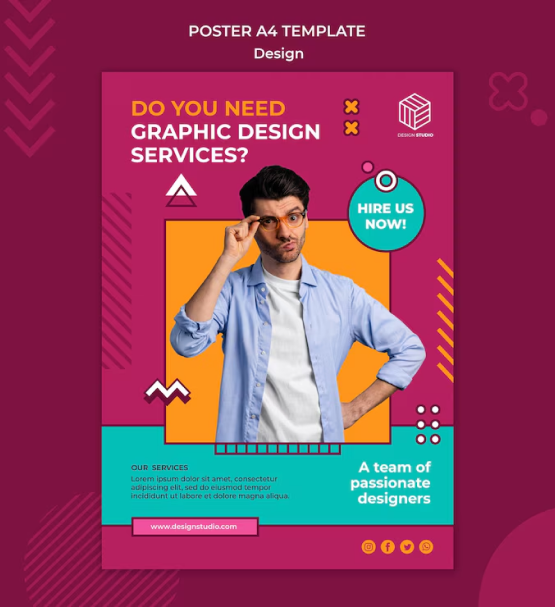 POSTER A4 TEMPLATE
Design
DO YOU NEED
GRAPHIC DESIGN
SERVICES?
DESIGN STUDIO
HIRE US
NOW!
OUR SERVICES
Lorem ipsum dolor sit amet, consectetur
adipiscing elit, sed do eiusmod tempor
incididunt ut labore et dolore magna aliqua.
A team of
passionate
designers
www.designstudio.com